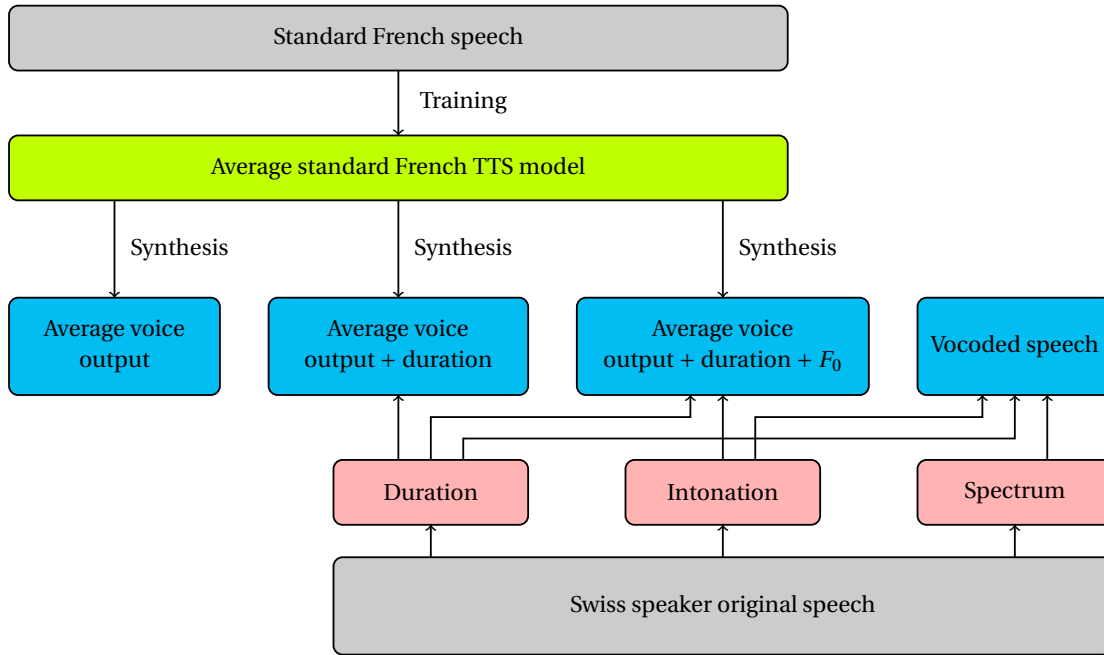 Standard French speech
Training
Average standard French TTS model
Synthesis
Synthesis
Synthesis
Average voice
output
Average voice
output + duration
Average voice
output + duration + F₀
Vocoded speech
Duration
Intonation
Spectrum
Swiss speaker original speech